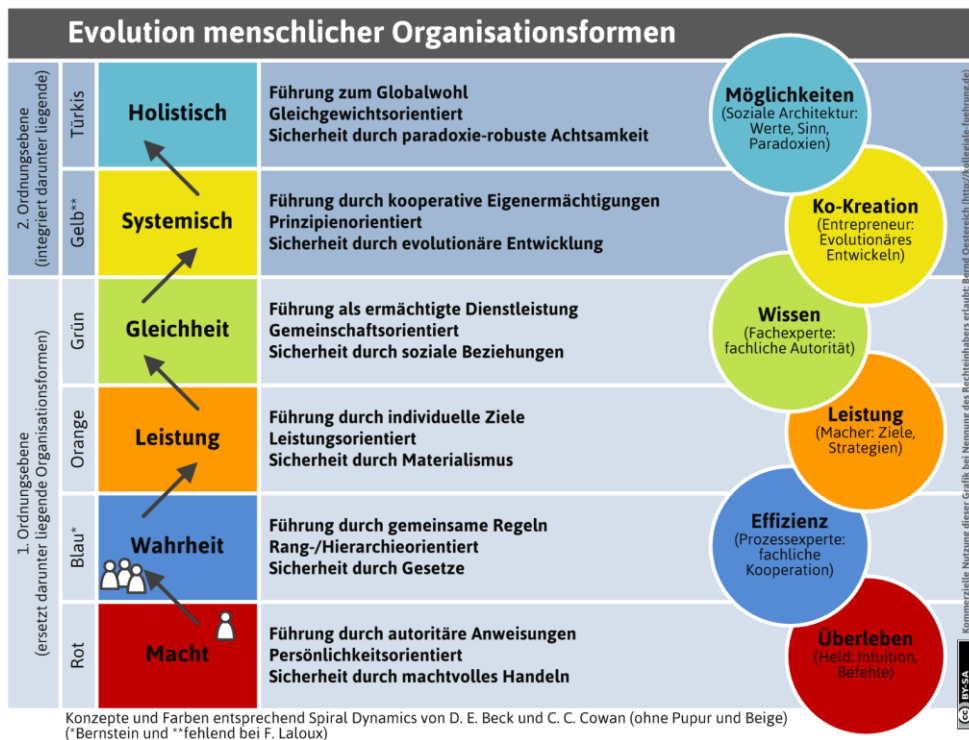 Evolution menschlicher Organisationsformen
2. Ordnungsebene
(integriert darunter liegende)
Türkis
Holistisch
Führung zum Globalwohl
Gleichgewichtsorientiert
Sicherheit durch paradoxie-robuste Achtsamkeit
Möglichkeiten
(Soziale Architektur:
Werte, Sinn,
Paradoxien)
Gelb**
Systemisch
Führung durch kooperative Eigenermächtigungen
Prinzipienorientiert
Sicherheit durch evolutionäre Entwicklung
Ko-Kreation
(Entrepreneur:
Evolutionäres
Entwickeln)
1. Ordnungsebene
(ersetzt darunter liegende Organisationsformen)
Grün
Gleichheit
Führung als ermächtigte Dienstleistung
Gemeinschaftsorientiert
Sicherheit durch soziale Beziehungen
Wissen
(Fachexperte:
fachliche Autorität)
Orange
Leistung
Führung durch individuelle Ziele
Leistungsorientiert
Sicherheit durch Materialismus
Leistung
(Macher: Ziele,
Strategien)
Blau*
Wahrheit
Führung durch gemeinsame Regeln
Rang-/Hierarchieorientiert
Sicherheit durch Gesetze
Effizienz
(Prozessexperte:
fachliche
Kooperation)
Rot
Macht
Führung durch autoritäre Anweisungen
Persönlichkeitsorientiert
Sicherheit durch machtvolles Handeln
Überleben
(Held: Intuition,
Befehle)
Kommerzielle Nutzung dieser Grafik bei Nennung des Rechteinhabers erlaubt: Bernd Oestereich (http://kollegiale-fuehrung.de)
cc BY-SA
Konzepte und Farben entsprechend Spiral Dynamics von D. E. Beck und C. C. Cowan (ohne Pupur und Beige)
(*Bernstein und **fehlend bei F. Laloux)